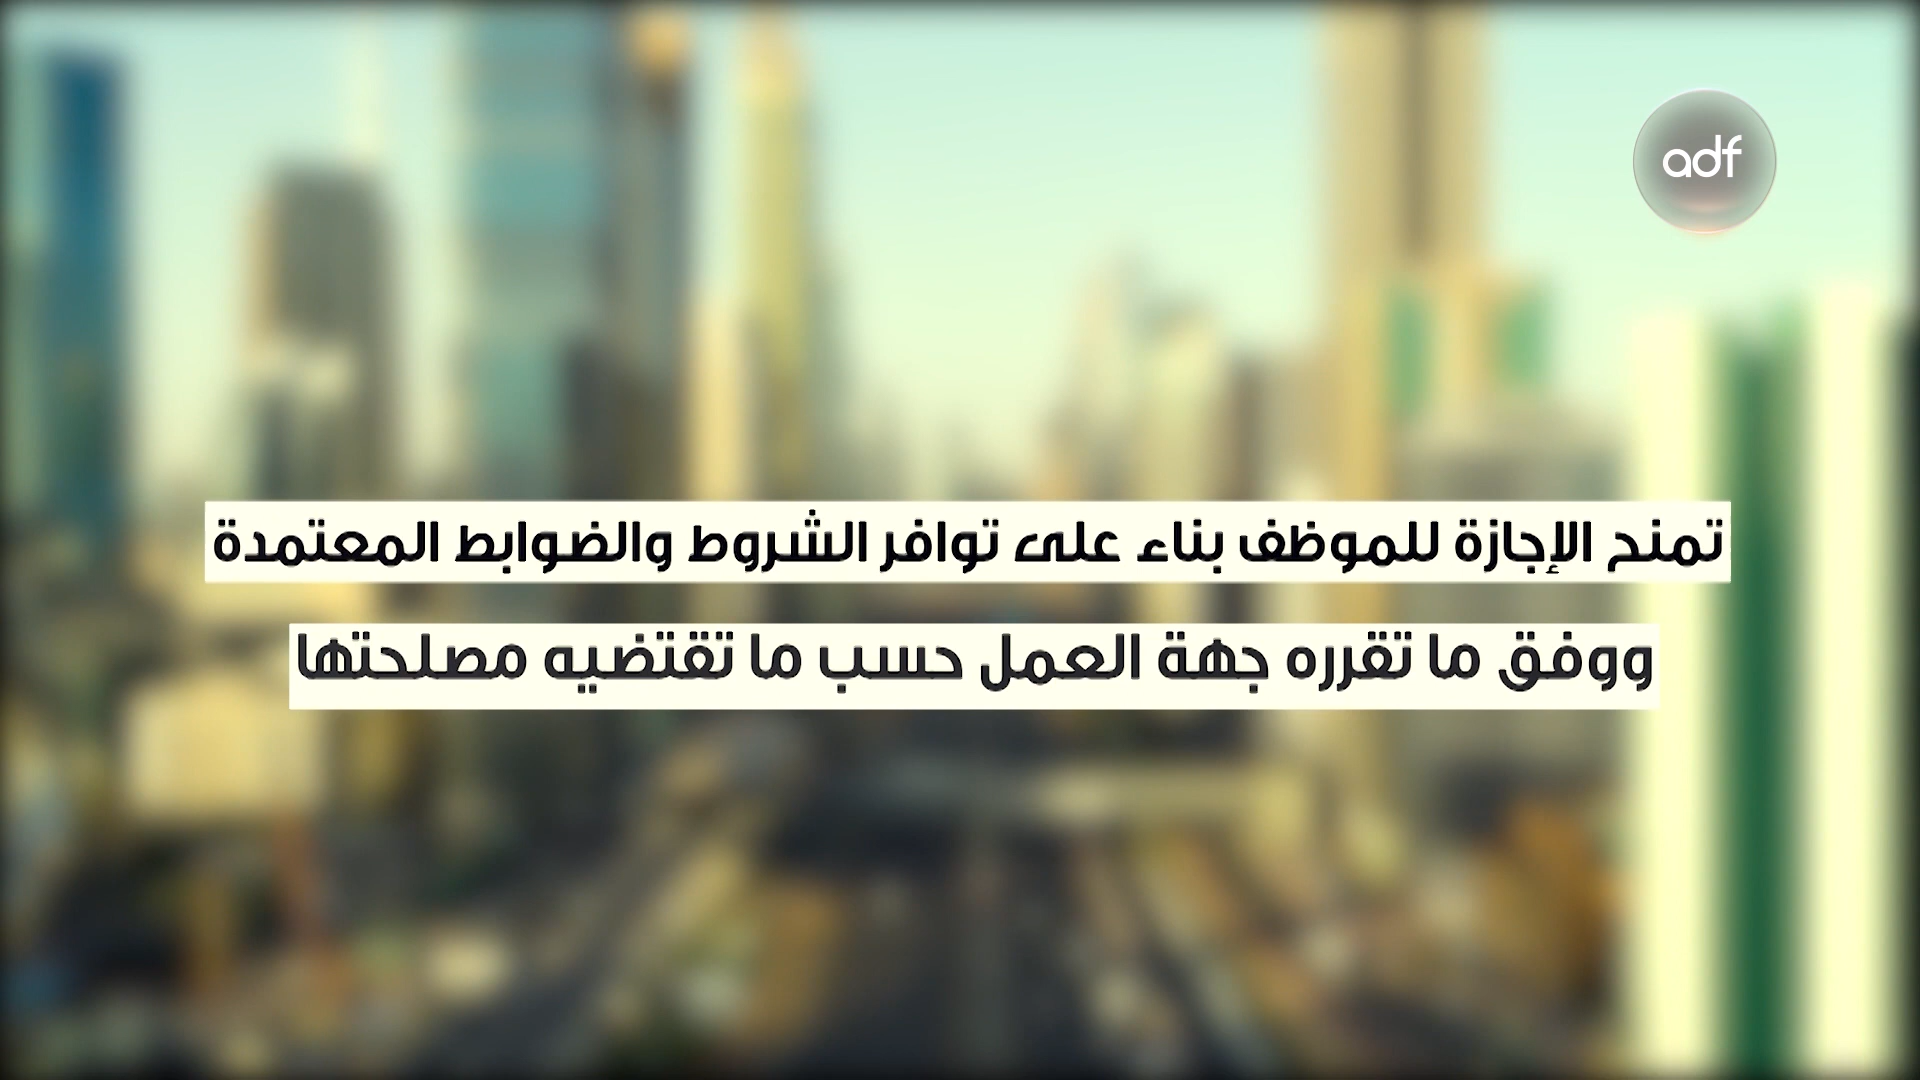 adf
تمنح الإجازة للموظف بناء على توافر الشروط والضوابط المعتمدة
ووفق ما تقرره جهة العمل حسب ما تقتضيه مصلحتها